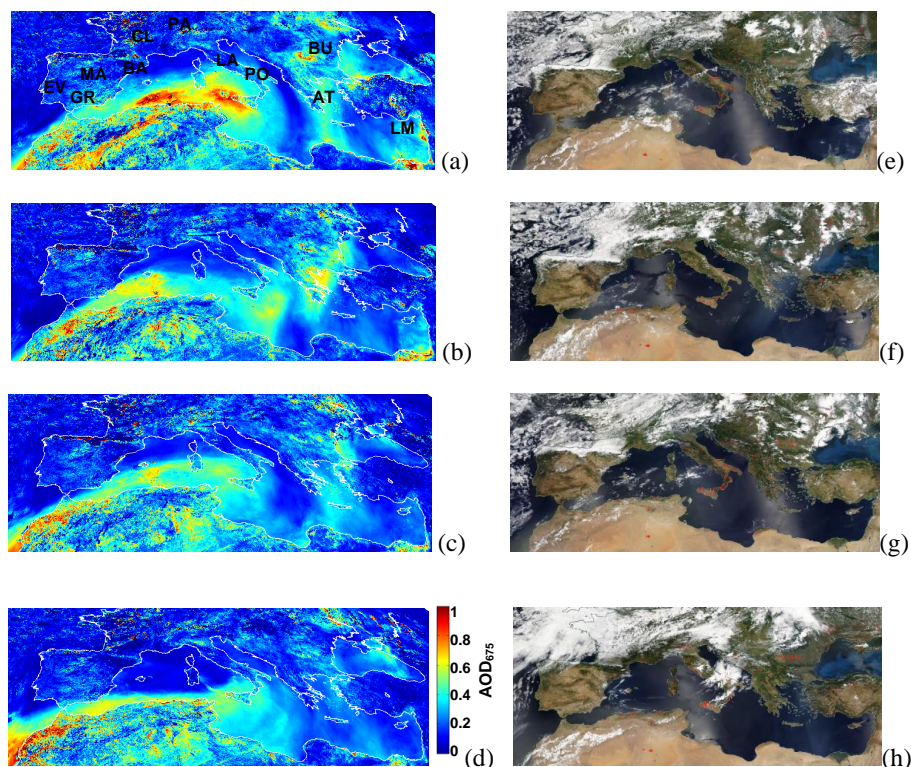 PA
CL
BU
LA
MA BA PO
EV
GR AT
LM
(a) (e)
(b) (f)
(c) (g)
1
0.8
0.6
0.4
0.2
0
AOD675
(d) (h)